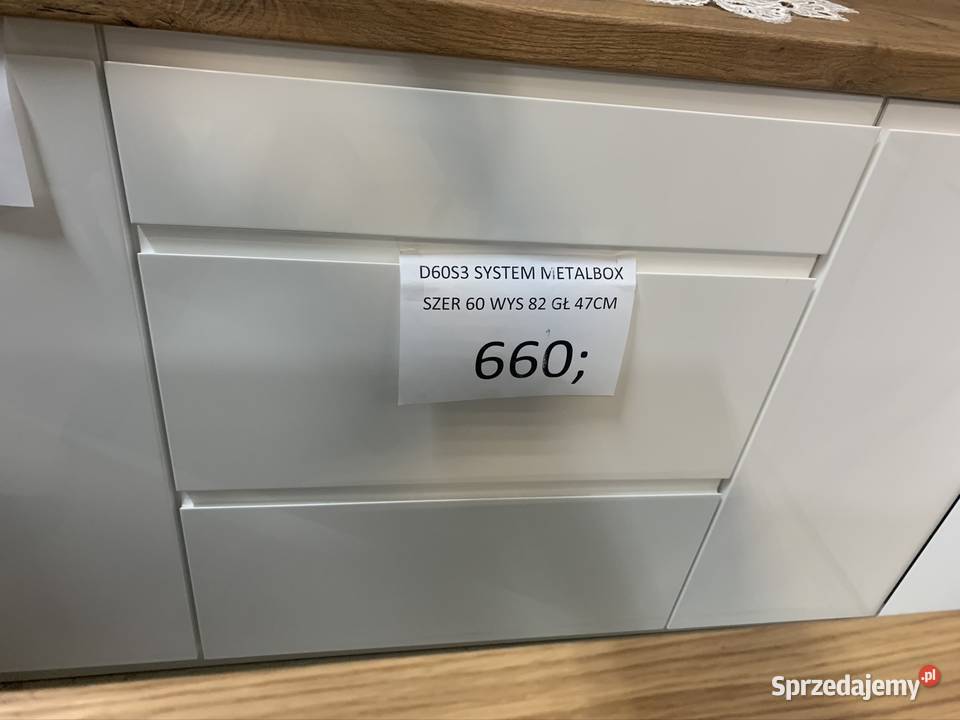 D60S3 SYSTEM METALBOX
SZER 60 WYS 82 GŁ 47CM
660;
Sprzedajemy.pl